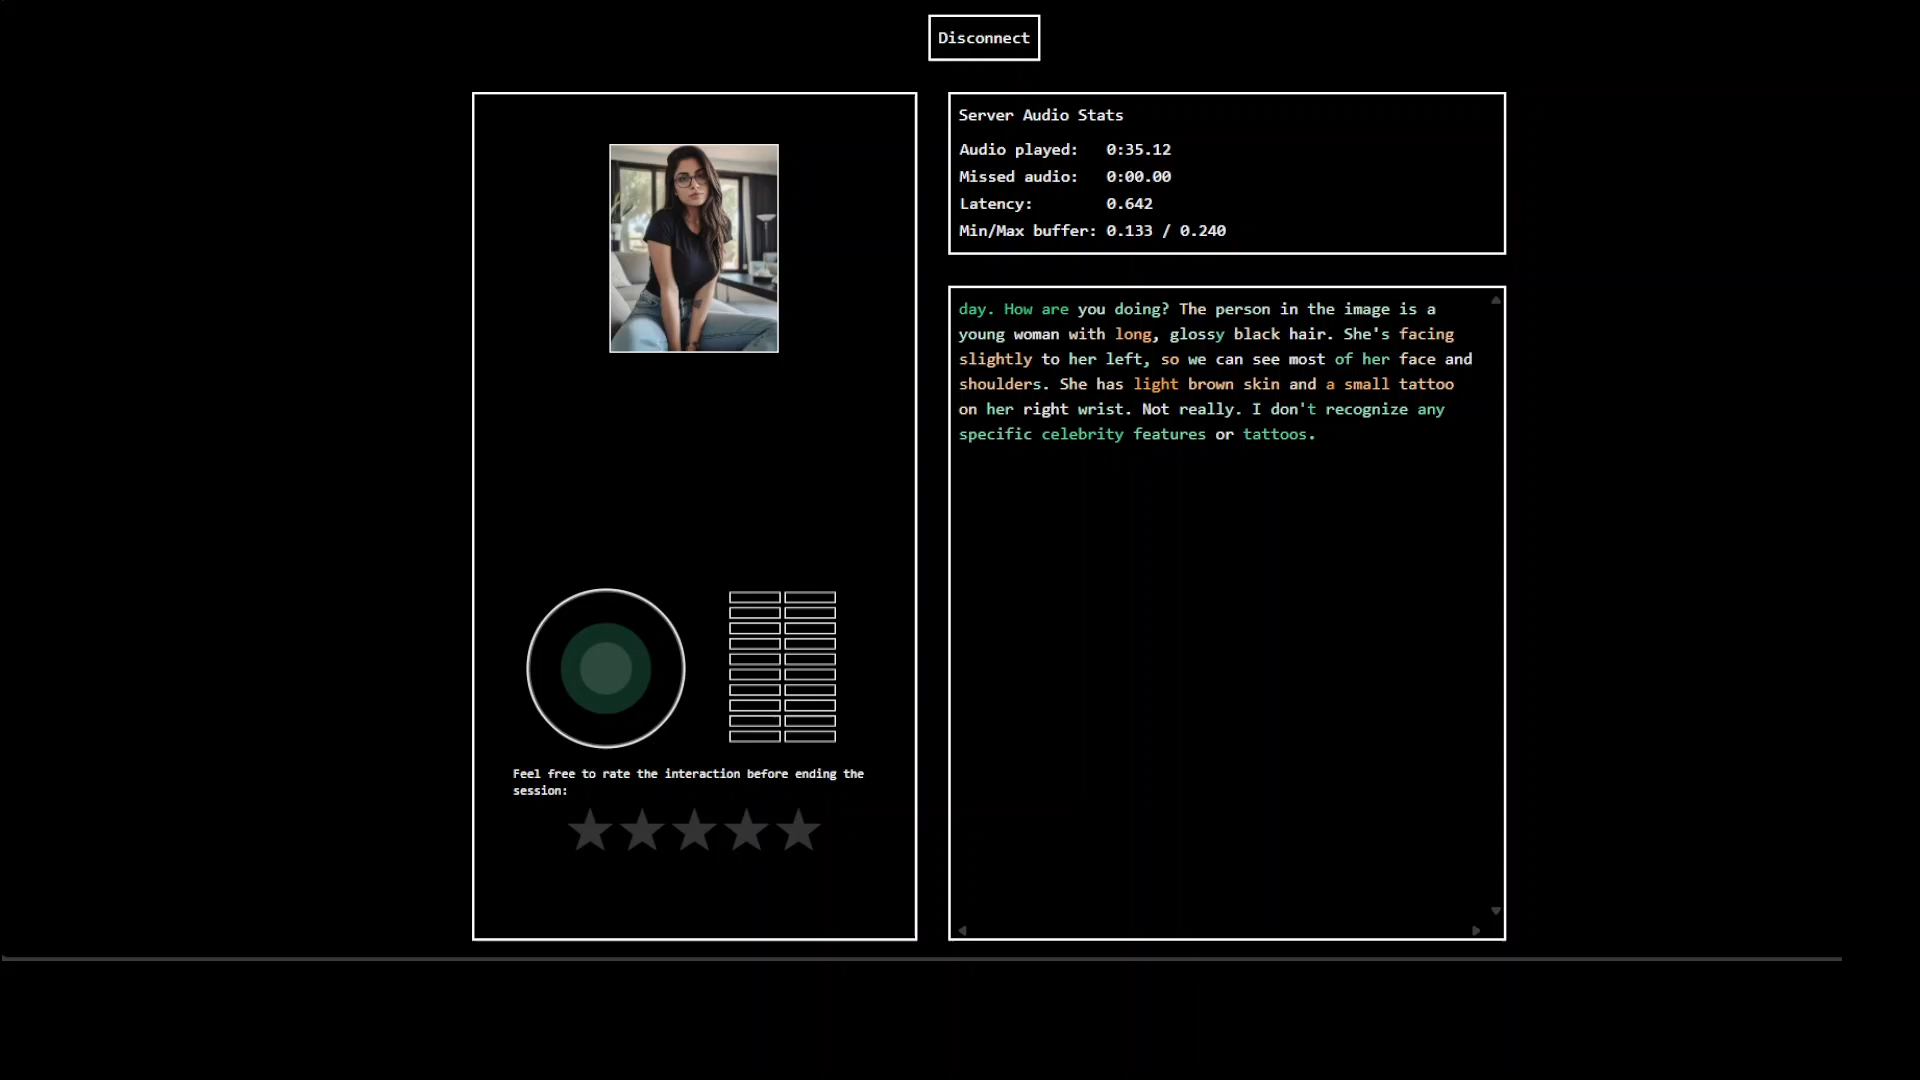 Disconnect
Server Audio Stats
Audio played: 0:35.12
Missed audio: 0:00.00
Latency: 0.642
Min/Max buffer: 0.133 / 0.240
day. How are you doing? The person in the image is a
young woman with long, glossy black hair. She's facing
slightly to her left, so we can see most of her face and
shoulders. She has light brown skin and a small tattoo
on her right wrist. Not really. I don't recognize any
specific celebrity features or tattoos.
Feel free to rate the interaction before ending the
session: